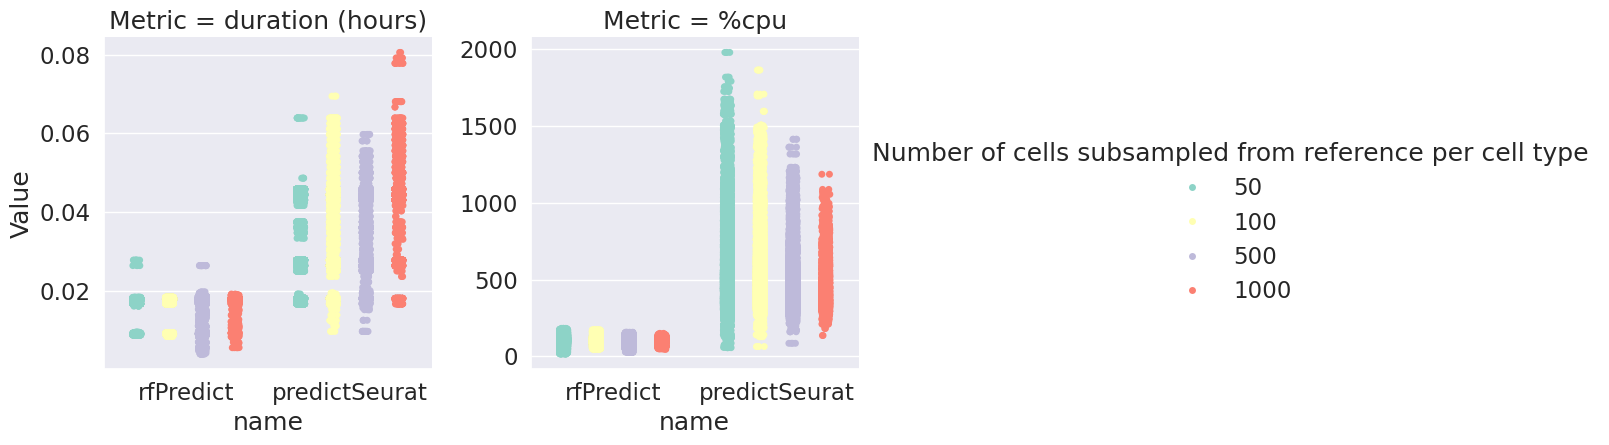 Metric = duration (hours)
Metric = %cpu
Value
0.08
0.06
0.04
0.02
2000
1500
1000
500
0
rfPredict
predictSeurat
name
rfPredict
predictSeurat
name
Number of cells subsampled from reference per cell type
50
100
500
1000